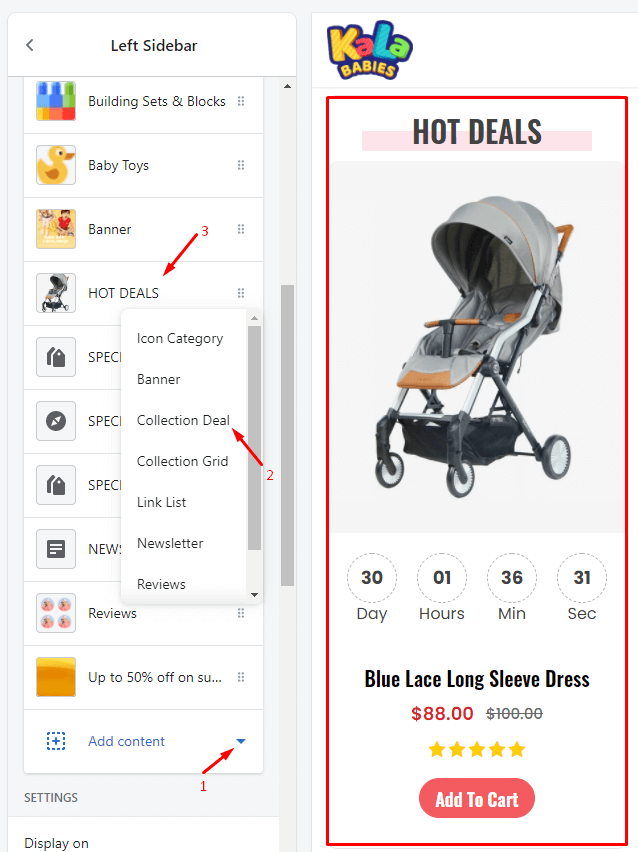 Left Sidebar
Building Sets & Blocks
Baby Toys
Banner
3
HOT DEALS
Icon Category
SPEC
Banner
SPEC
Collection Deal
Collection Grid
2
SPEC
Link List
NEWS
Newsletter
Reviews
Reviews
Up to 50% off on su...
Add content
1
SETTINGS
Display on
KaLa
BABIES
HOT DEALS
30 01 36 31
Day Hours Min Sec
Blue Lace Long Sleeve Dress
$88.00 $100.00
Add To Cart